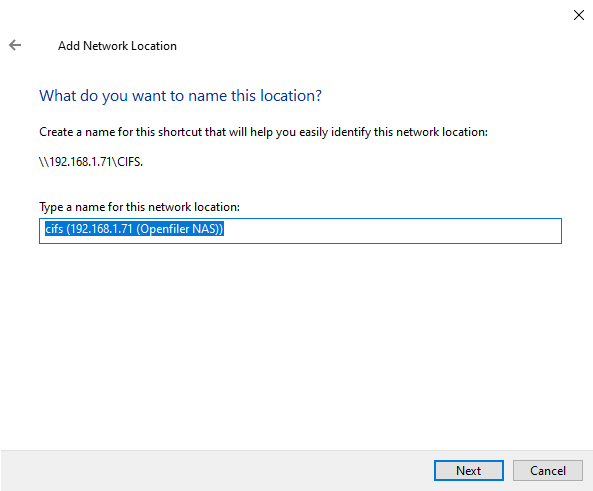 Add Network Location
What do you want to name this location?
Create a name for this shortcut that will help you easily identify this network location:
\\192.168.1.71\CIFS.
Type a name for this network location:
cifs (192.168.1.71 (Openfiler NAS))
Next
Cancel